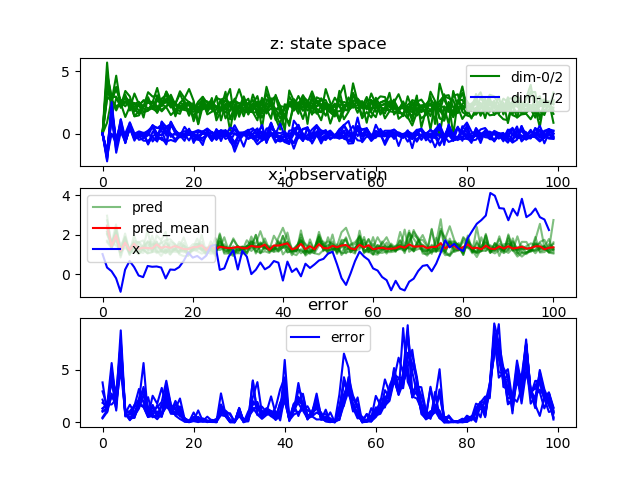 z: state space
5
0
dim-0/2
dim-1/2
0 20 40 60 80 100
x: observation
4
2
0
pred
pred_mean
x
0 20 40 60 80 100
error
5
0
error
0 20 40 60 80 100